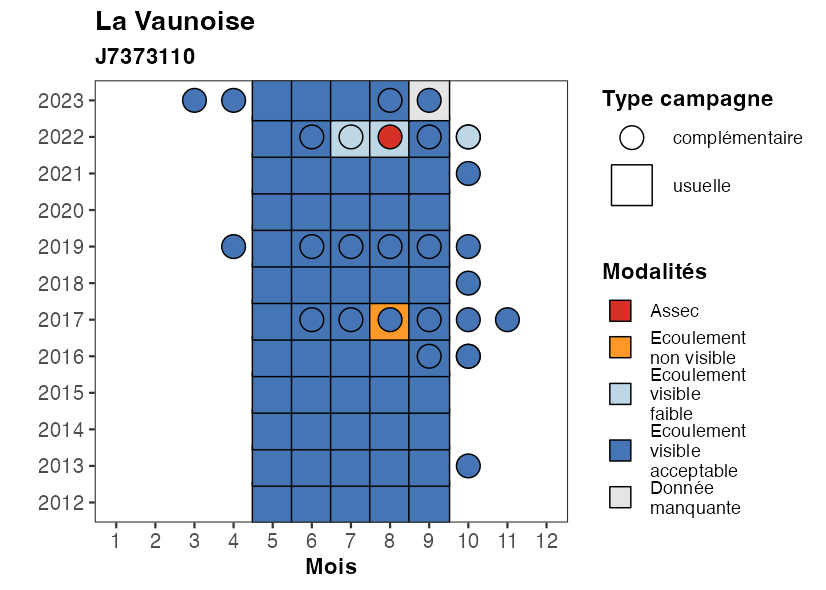 La Vaunoise
J7373110
2023
2022
2021
2020
2019
2018
2017
2016
2015
2014
2013
2012
1 2 3 4 5 6 7 8 9 10 11 12
Mois
Type campagne
complémentaire
usuelle
Modalités
Assec
Ecoulement
non visible
Ecoulement
visible
faible
Ecoulement
visible
acceptable
Donnée
manquante